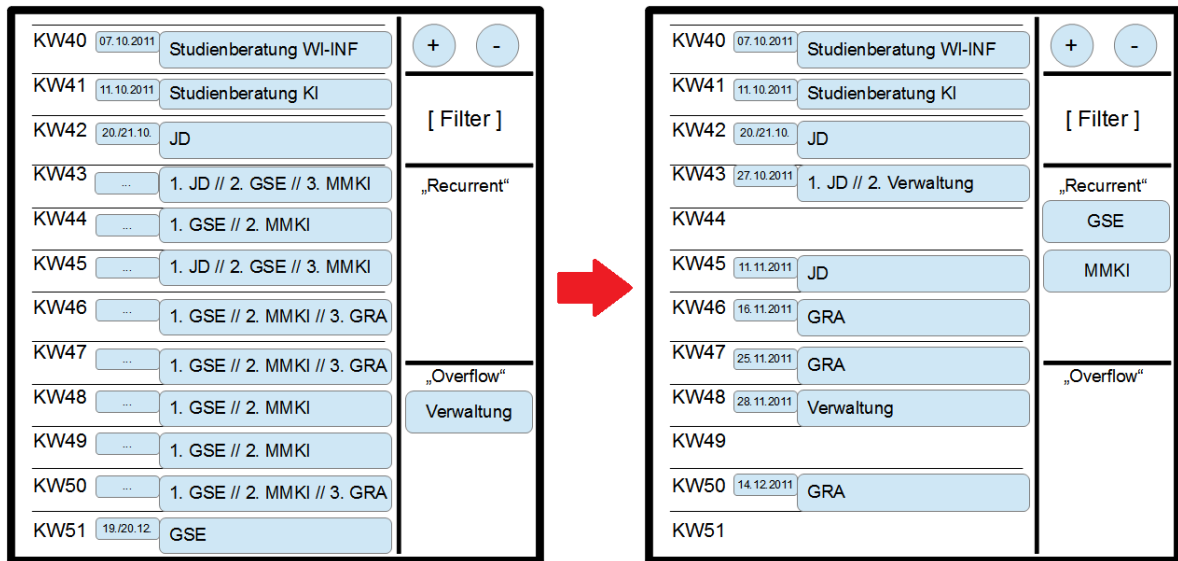 KW40 07.10.2011 Studienberatung WI-INF
KW41 11.10.2011 Studienberatung KI
KW42 20./21.10. JD
KW43 ... 1. JD // 2. GSE // 3. MMKI
KW44 ... 1. GSE // 2. MMKI
KW45 ... 1. JD // 2. GSE // 3. MMKI
KW46 ... 1. GSE // 2. MMKI // 3. GRA
KW47 ... 1. GSE // 2. MMKI // 3. GRA
KW48 ... 1. GSE // 2. MMKI
KW49 ... 1. GSE // 2. MMKI
KW50 ... 1. GSE // 2. MMKI // 3. GRA
KW51 19./20.12. GSE
+ -
[ Filter ]
„Recurrent“
„Overflow“
Verwaltung
KW40 07.10.2011 Studienberatung WI-INF
KW41 11.10.2011 Studienberatung KI
KW42 20./21.10. JD
KW43 27.10.2011 1. JD // 2. Verwaltung
KW44
KW45 11.11.2011 JD
KW46 16.11.2011 GRA
KW47 25.11.2011 GRA
KW48 28.11.2011 Verwaltung
KW49
KW50 14.12.2011 GRA
KW51
+ -
[ Filter ]
„Recurrent“
GSE
MMKI
„Overflow“